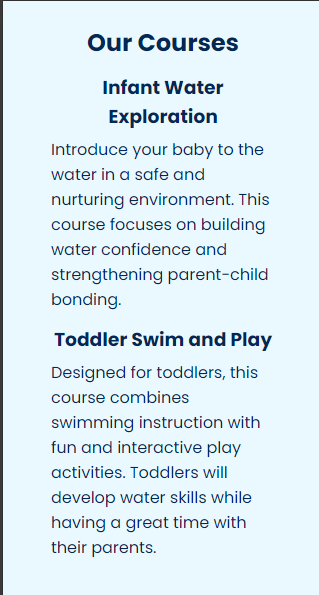 Our Courses
Infant Water
Exploration
Introduce your baby to the
water in a safe and
nurturing environment. This
course focuses on building
water confidence and
strengthening parent-child
bonding.
Toddler Swim and Play
Designed for toddlers, this
course combines
swimming instruction with
fun and interactive play
activities. Toddlers will
develop water skills while
having a great time with
their parents.